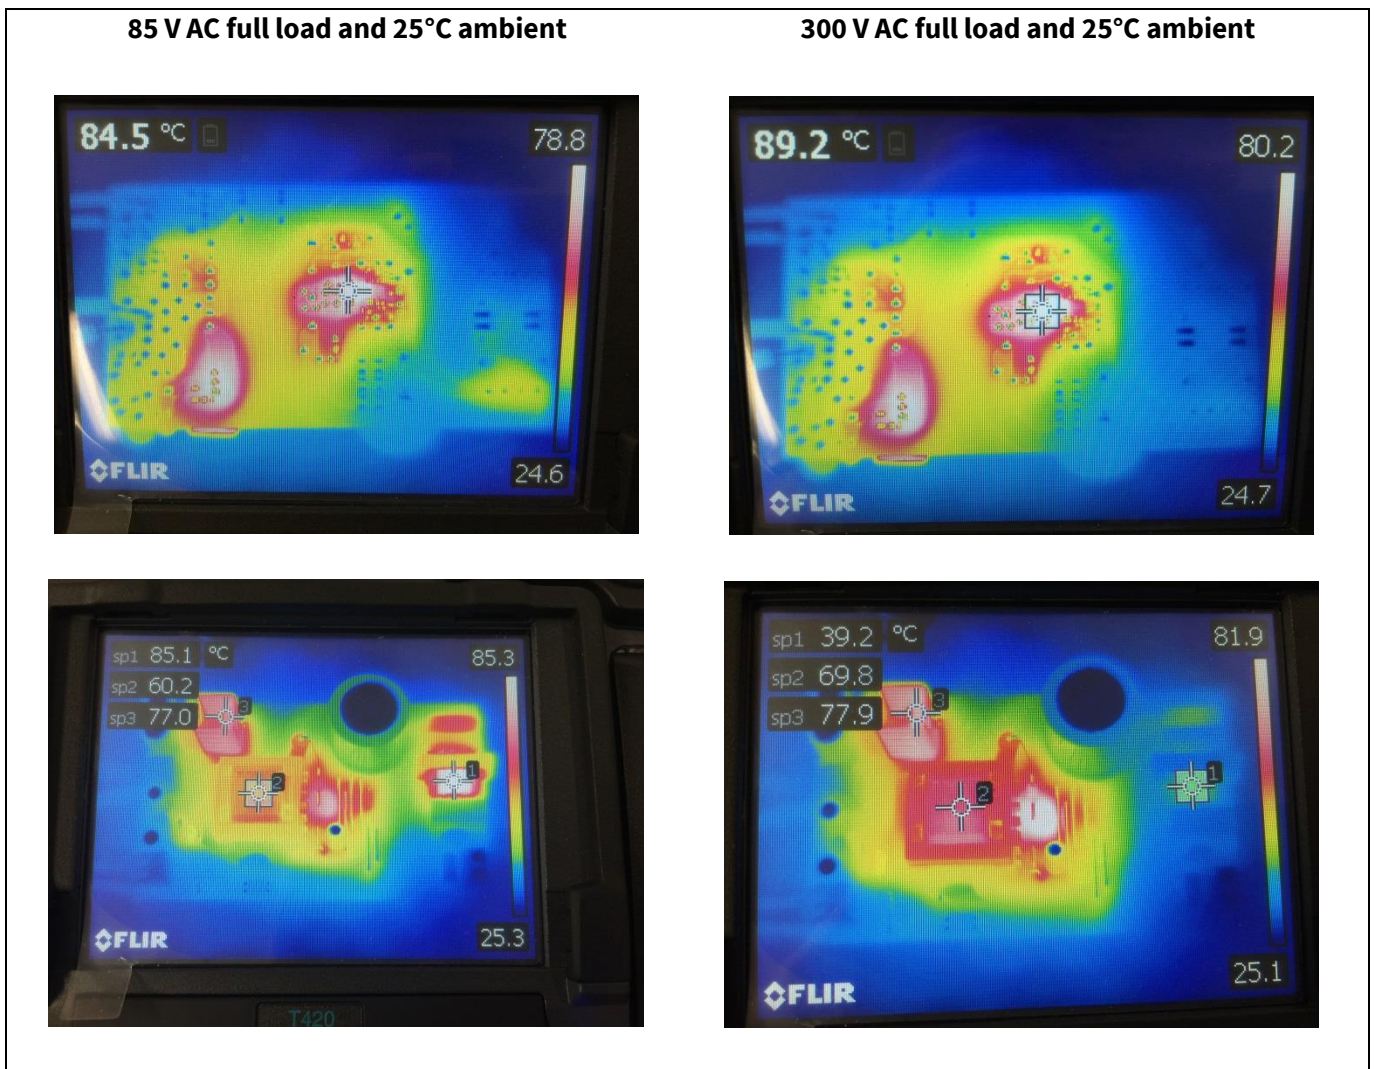 85 V AC full load and 25°C ambient
300 V AC full load and 25°C ambient
84.5 °C
78.8
24.6
FLIR
89.2 °C
80.2
24.7
FLIR
sp1 85.1 °C
sp2 60.2
sp3 77.0
85.3
3
2
1
25.3
FLIR
T420
sp1 39.2 °C
sp2 69.8
sp3 77.9
81.9
3
2
1
25.1
FLIR